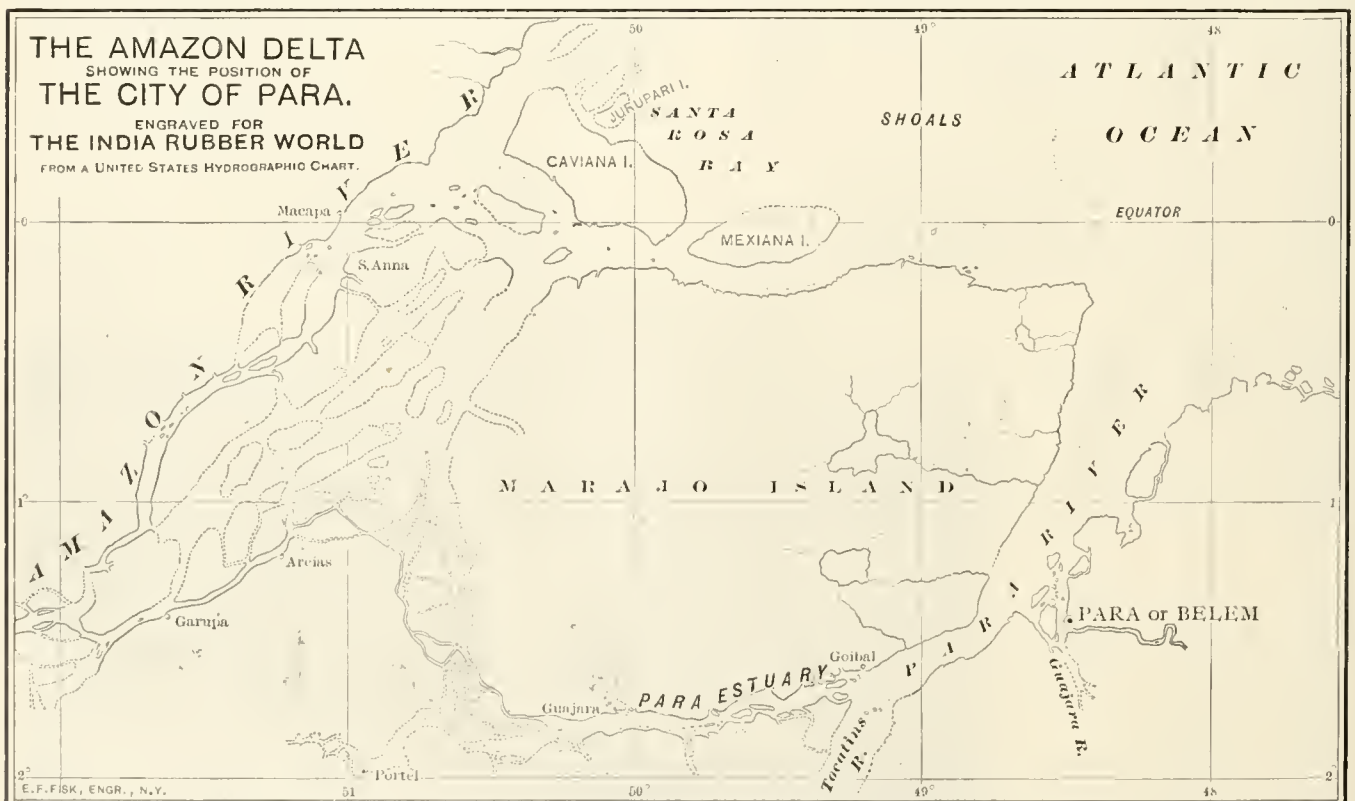 THE AMAZON DELTA
SHOWING THE POSITION OF
THE CITY OF PARA.
ENGRAVED FOR
THE INDIA RUBBER WORLD
FROM A UNITED STATES HYDROGRAPHIC CHART.
50
49°
48
ATLANTIC
OCEAN
JURUPARI I.
SANTA
ROSA
BAY
SHOALS
CAVIANA I.
Macapa
0
EQUATOR
0
MEXIANA I.
S. Anna
AMAZON RIVER
MARAJO ISLAND
1°
1
Arcias
Garupa
PARA RIVER
PARA or BELEM
Goibal
PARA ESTUARY
Guajara
Guajara R.
Tocatins
R.
Portel
2°
2
E.F.FISK, ENGR., N.Y.
51
50°
49°
48